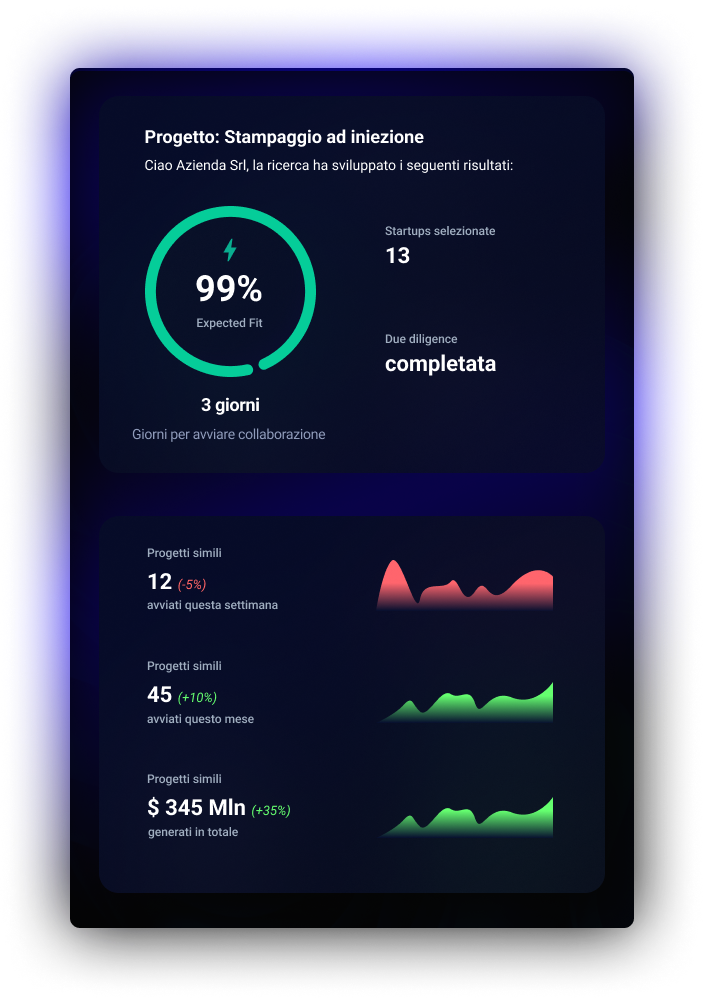 Progetto: Stampaggio ad iniezione
Ciao Azienda Srl, la ricerca ha sviluppato i seguenti risultati:
99%
Expected Fit
3 giorni
Giorni per avviare collaborazione
Startups selezionate
13
Due diligence
completata
Progetti simili
12 (-5%)
avviati questa settimana
Progetti simili
45 (+10%)
avviati questo mese
Progetti simili
$ 345 Mln (+35%)
generati in totale